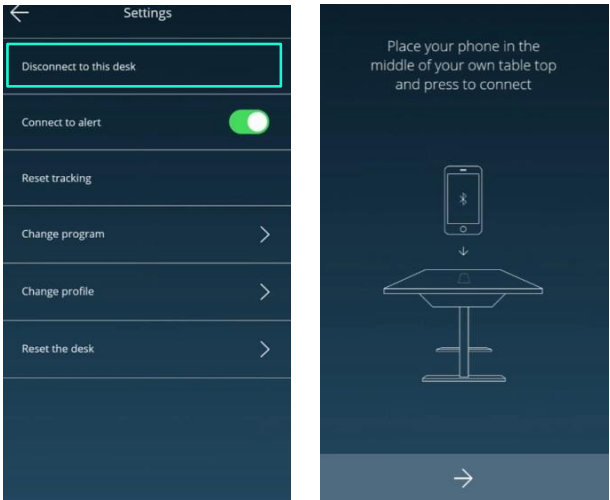 Settings
Disconnect to this desk
Connect to alert
Reset tracking
Change program
Change profile
Reset the desk
Place your phone in the
middle of your own table top
and press to connect